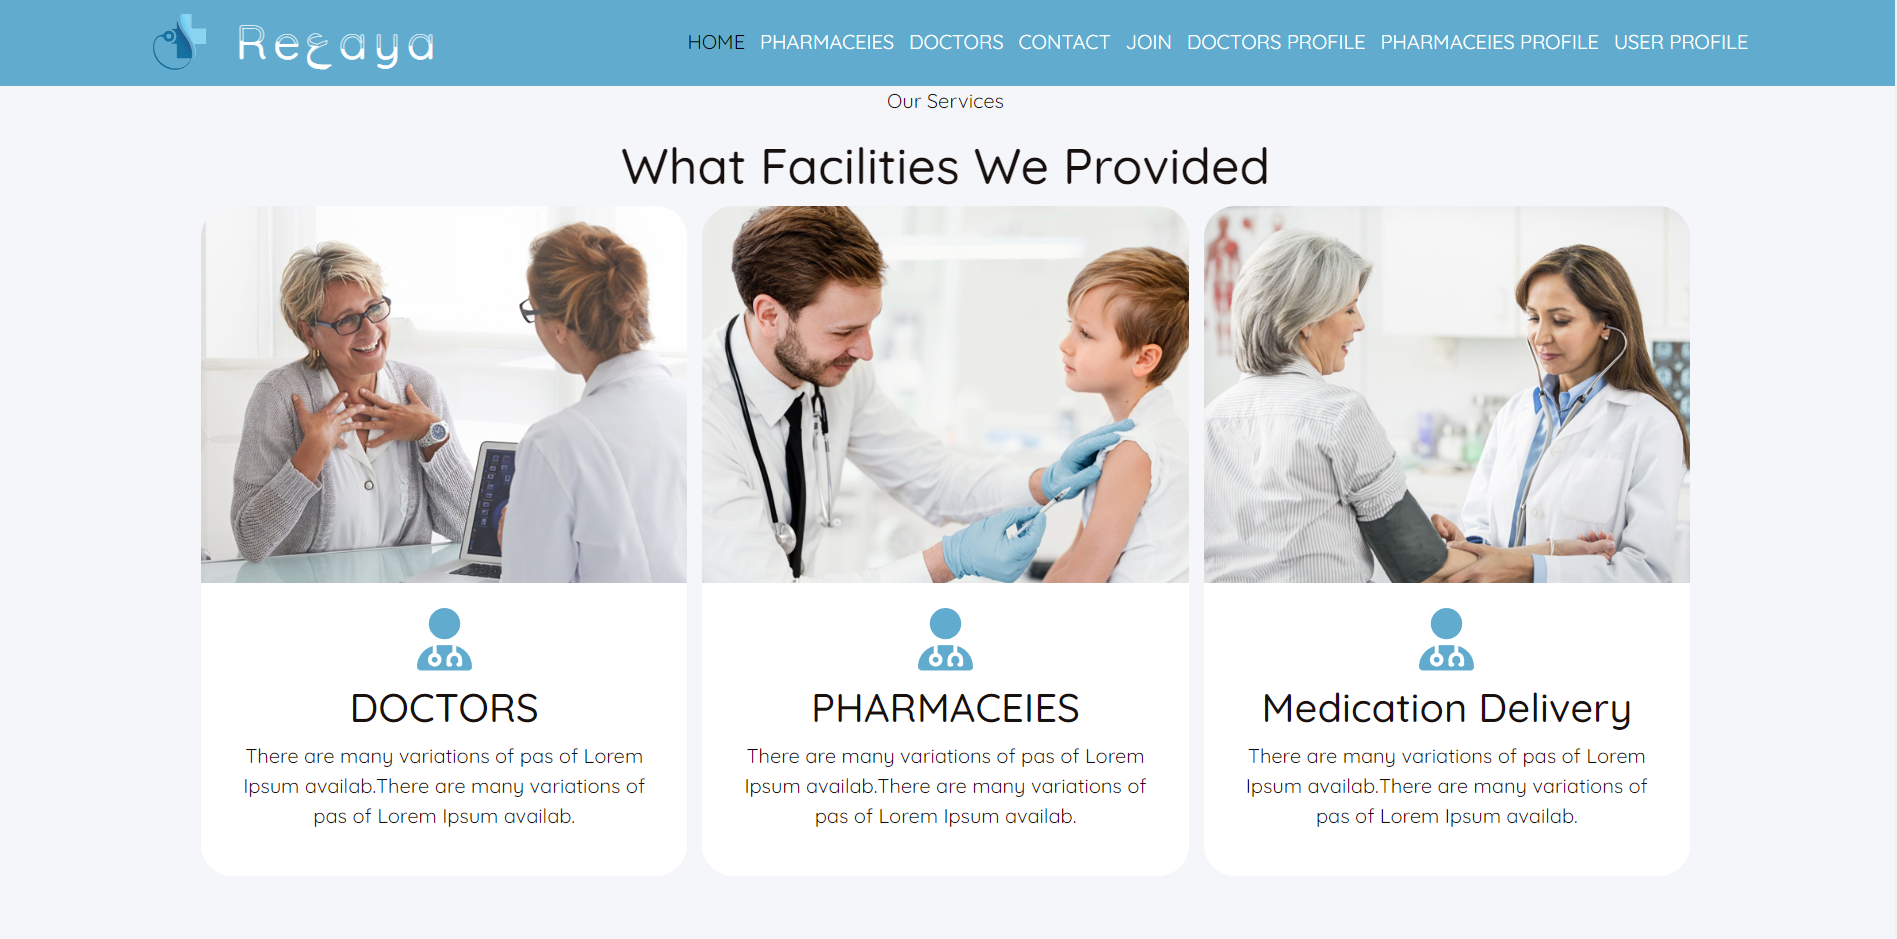 Reعaya
HOME PHARMACEIES DOCTORS CONTACT JOIN DOCTORS PROFILE PHARMACEIES PROFILE USER PROFILE
Our Services
What Facilities We Provided
DOCTORS
There are many variations of pas of Lorem
Ipsum availab.There are many variations of
pas of Lorem Ipsum availab.
PHARMACEIES
There are many variations of pas of Lorem
Ipsum availab.There are many variations of
pas of Lorem Ipsum availab.
Medication Delivery
There are many variations of pas of Lorem
Ipsum availab.There are many variations of
pas of Lorem Ipsum availab.